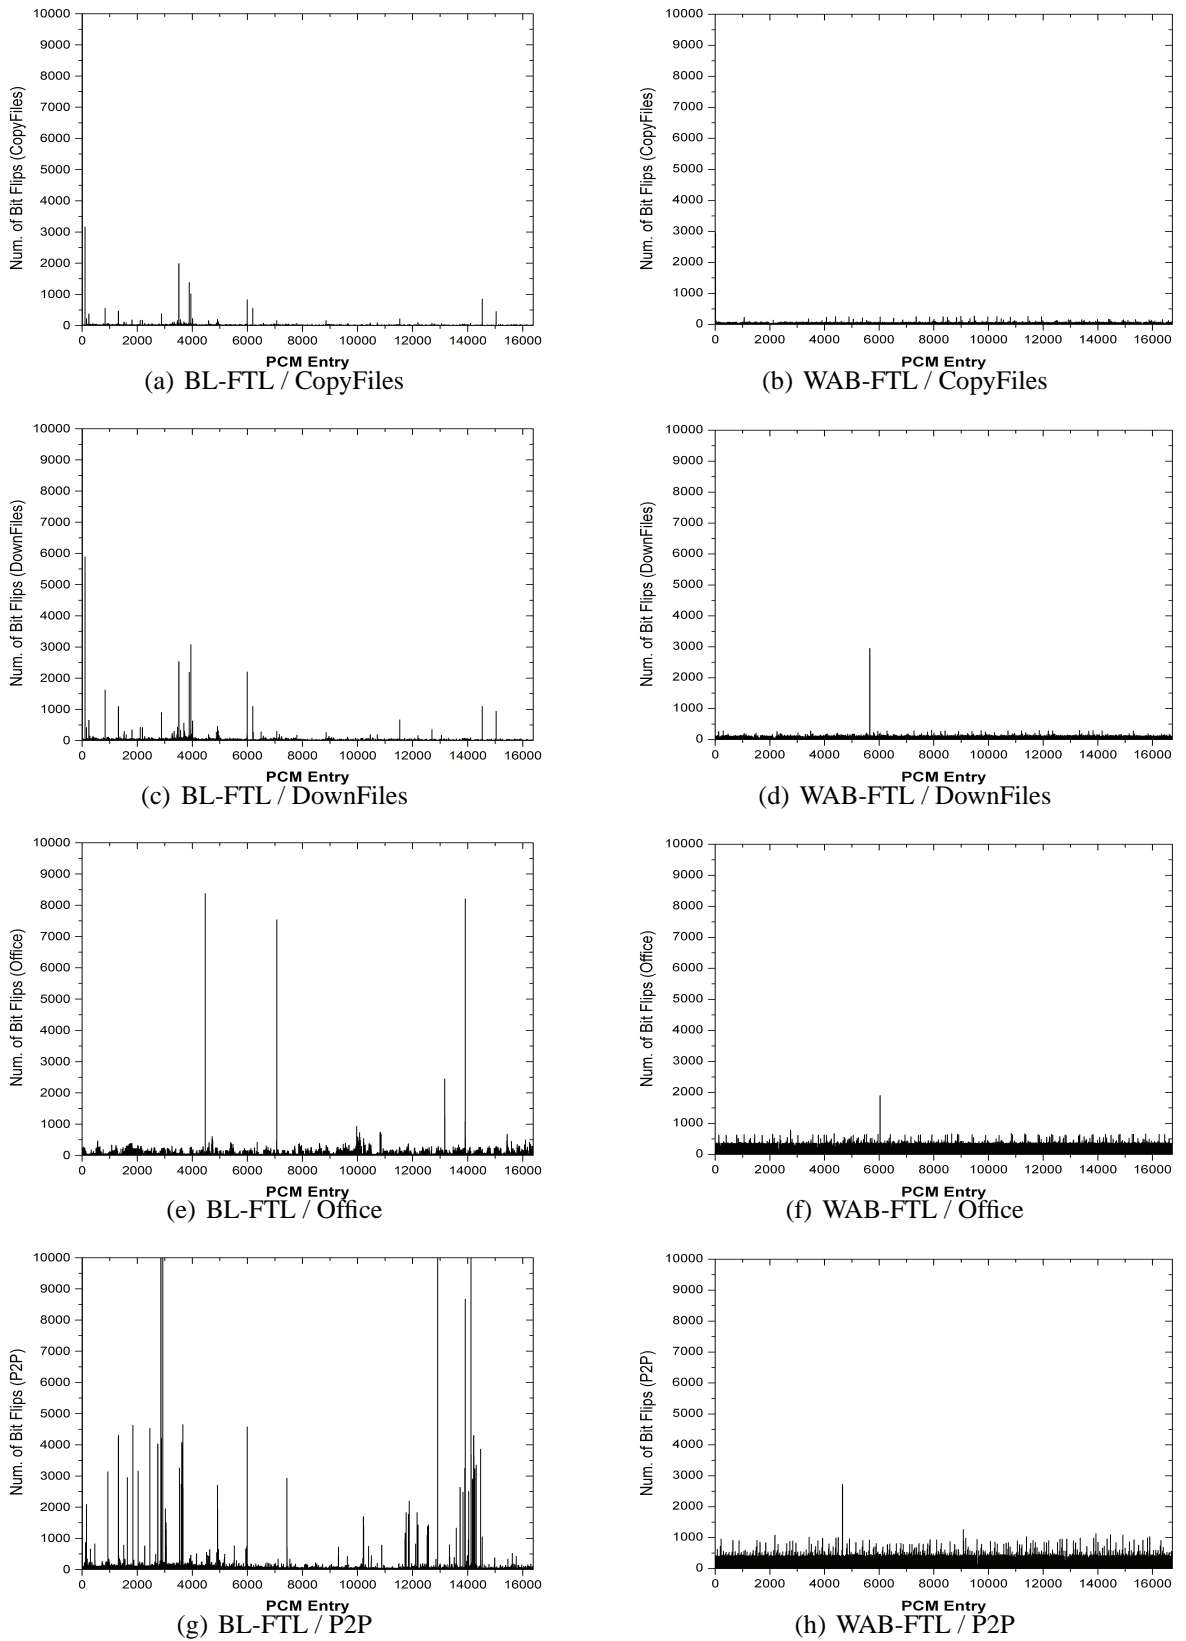 10000
9000
8000
7000
6000
5000
4000
3000
2000
1000
0
Num. of Bit Flips (CopyFiles)
0 2000 4000 6000 8000 10000 12000 14000 16000
PCM Entry
(a) BL-FTL / CopyFiles
10000
9000
8000
7000
6000
5000
4000
3000
2000
1000
0
Num. of Bit Flips (CopyFiles)
0 2000 4000 6000 8000 10000 12000 14000 16000
PCM Entry
(b) WAB-FTL / CopyFiles
10000
9000
8000
7000
6000
5000
4000
3000
2000
1000
0
Num. of Bit Flips (DownFiles)
0 2000 4000 6000 8000 10000 12000 14000 16000
PCM Entry
(c) BL-FTL / DownFiles
10000
9000
8000
7000
6000
5000
4000
3000
2000
1000
0
Num. of Bit Flips (DownFiles)
0 2000 4000 6000 8000 10000 12000 14000 16000
PCM Entry
(d) WAB-FTL / DownFiles
10000
9000
8000
7000
6000
5000
4000
3000
2000
1000
0
Num. of Bit Flips (Office)
0 2000 4000 6000 8000 10000 12000 14000 16000
PCM Entry
(e) BL-FTL / Office
10000
9000
8000
7000
6000
5000
4000
3000
2000
1000
0
Num. of Bit Flips (Office)
0 2000 4000 6000 8000 10000 12000 14000 16000
PCM Entry
(f) WAB-FTL / Office
10000
9000
8000
7000
6000
5000
4000
3000
2000
1000
0
Num. of Bit Flips (P2P)
0 2000 4000 6000 8000 10000 12000 14000 16000
PCM Entry
(g) BL-FTL / P2P
10000
9000
8000
7000
6000
5000
4000
3000
2000
1000
0
Num. of Bit Flips (P2P)
0 2000 4000 6000 8000 10000 12000 14000 16000
PCM Entry
(h) WAB-FTL / P2P